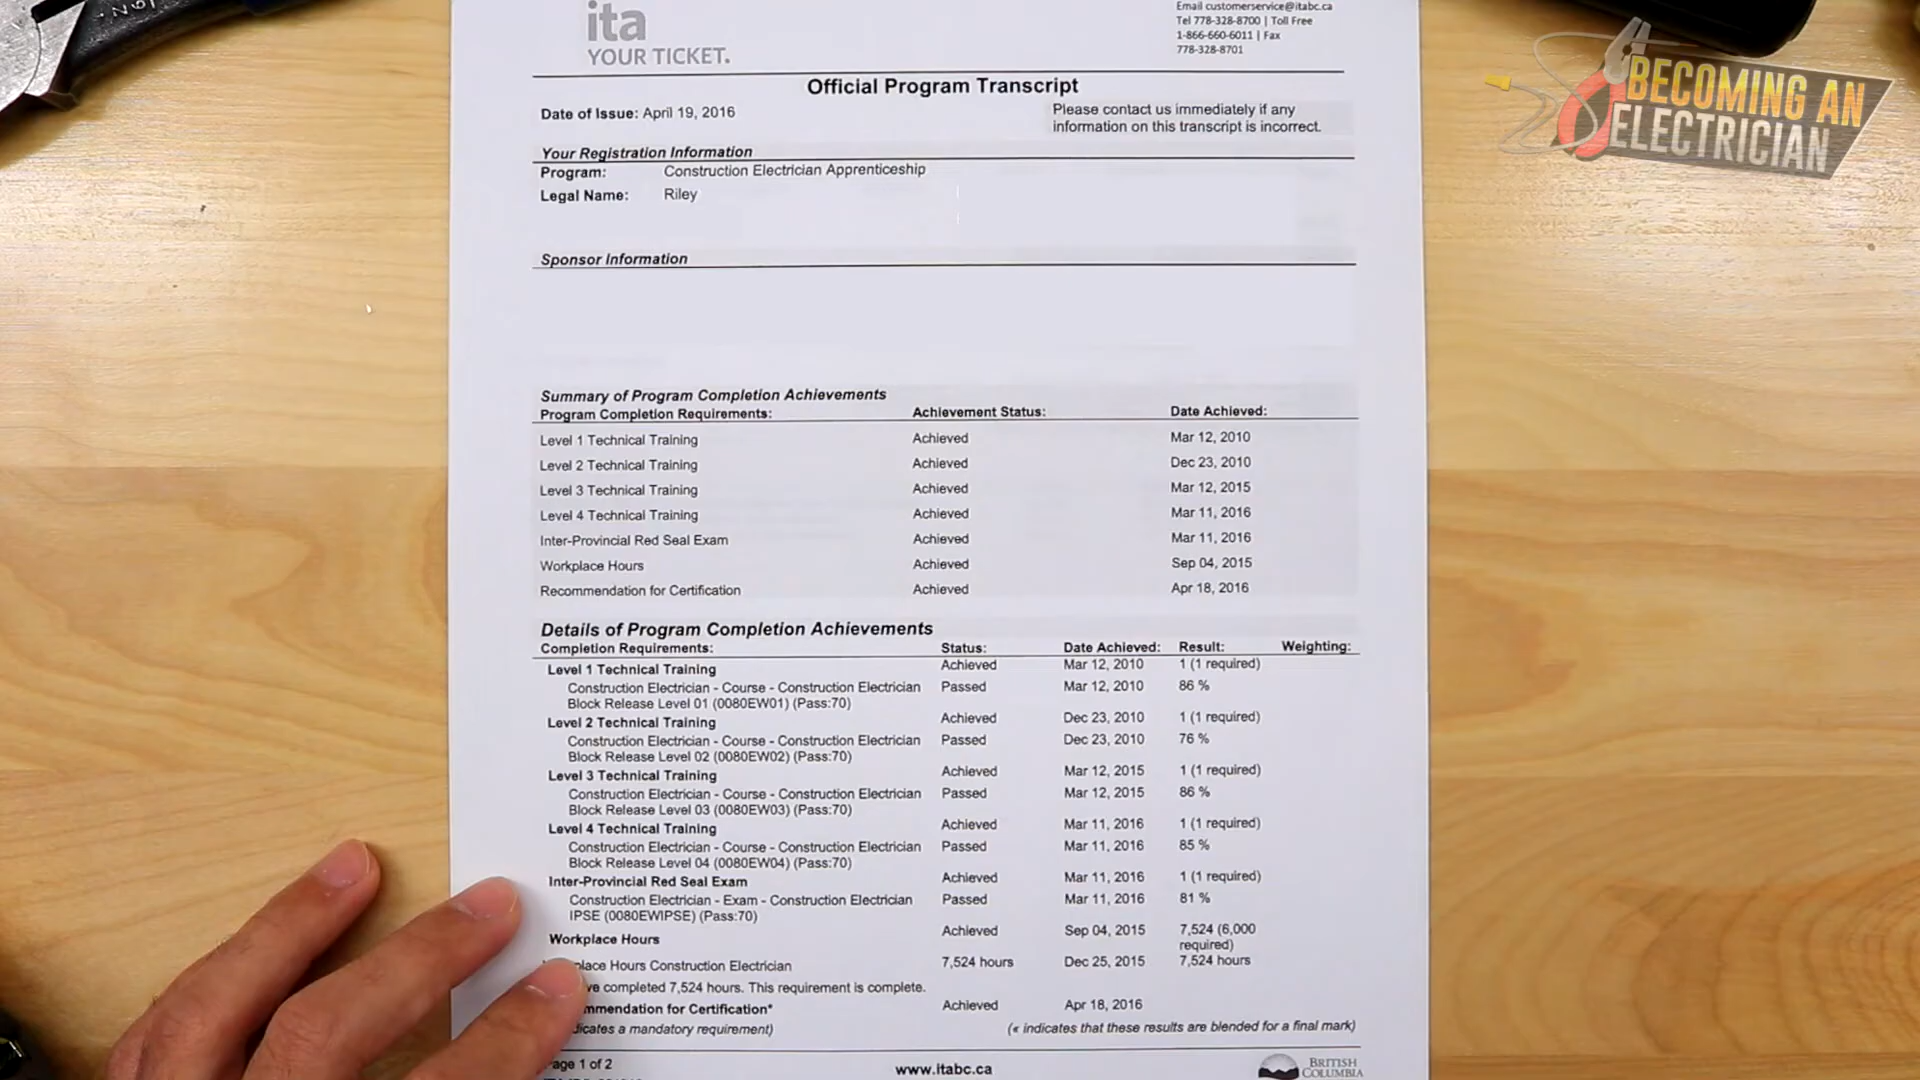 ita
YOUR TICKET.
Email customerservice@itabc.ca
Tel 778-328-8700 | Toll Free
1-866-660-6011 | Fax
778-328-8701
BECOMING AN
ELECTRICIAN
Official Program Transcript
Date of Issue: April 19, 2016
Please contact us immediately if any
information on this transcript is incorrect.
Your Registration Information
Program: Construction Electrician Apprenticeship
Legal Name: Riley
Sponsor Information
Summary of Program Completion Achievements
Program Completion Requirements: Achievement Status: Date Achieved:
Level 1 Technical Training Achieved Mar 12, 2010
Level 2 Technical Training Achieved Dec 23, 2010
Level 3 Technical Training Achieved Mar 12, 2015
Level 4 Technical Training Achieved Mar 11, 2016
Inter-Provincial Red Seal Exam Achieved Mar 11, 2016
Workplace Hours Achieved Sep 04, 2015
Recommendation for Certification Achieved Apr 18, 2016
Details of Program Completion Achievements
Completion Requirements: Status: Date Achieved: Result: Weighting:
Level 1 Technical Training Achieved Mar 12, 2010 1 (1 required)
Construction Electrician - Course - Construction Electrician Passed Mar 12, 2010 86 %
Block Release Level 01 (0080EW01) (Pass:70)
Level 2 Technical Training Achieved Dec 23, 2010 1 (1 required)
Construction Electrician - Course - Construction Electrician Passed Dec 23, 2010 76 %
Block Release Level 02 (0080EW02) (Pass:70)
Level 3 Technical Training Achieved Mar 12, 2015 1 (1 required)
Construction Electrician - Course - Construction Electrician Passed Mar 12, 2015 86 %
Block Release Level 03 (0080EW03) (Pass:70)
Level 4 Technical Training Achieved Mar 11, 2016 1 (1 required)
Construction Electrician - Course - Construction Electrician Passed Mar 11, 2016 85 %
Block Release Level 04 (0080EW04) (Pass:70)
Inter-Provincial Red Seal Exam Achieved Mar 11, 2016 1 (1 required)
Construction Electrician - Exam - Construction Electrician Passed Mar 11, 2016 81 %
IPSE (0080EWIPSE) (Pass:70)
Workplace Hours Achieved Sep 04, 2015 7,524 (6,000
required)
place Hours Construction Electrician 7,524 hours Dec 25, 2015 7,524 hours
ve completed 7,524 hours. This requirement is complete.
mmendation for Certification* Achieved Apr 18, 2016
dicates a mandatory requirement) (« indicates that these results are blended for a final mark)
age 1 of 2 www.itabc.ca
BRITISH
COLUMBIA